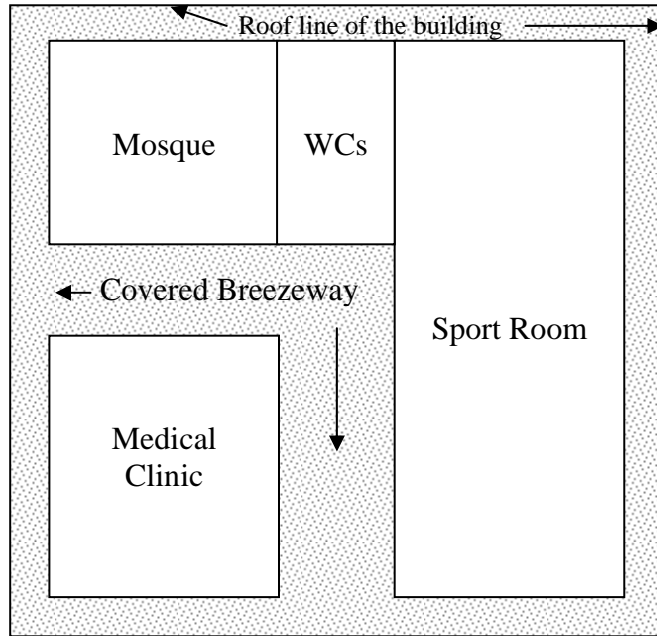 Roof line of the building
Mosque
WCs
Covered Breezeway
Sport Room
Medical
Clinic